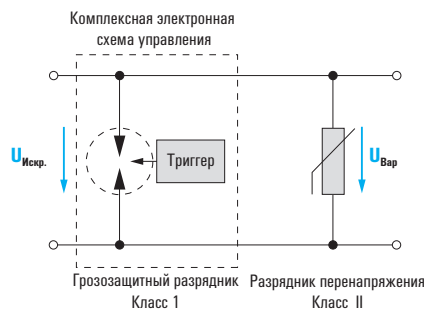 Комплексная электронная
схема управления
UИскр.
Триггер
UВар
Грозозащитный разрядник
Класс 1
Разрядник перенапряжения
Класс II